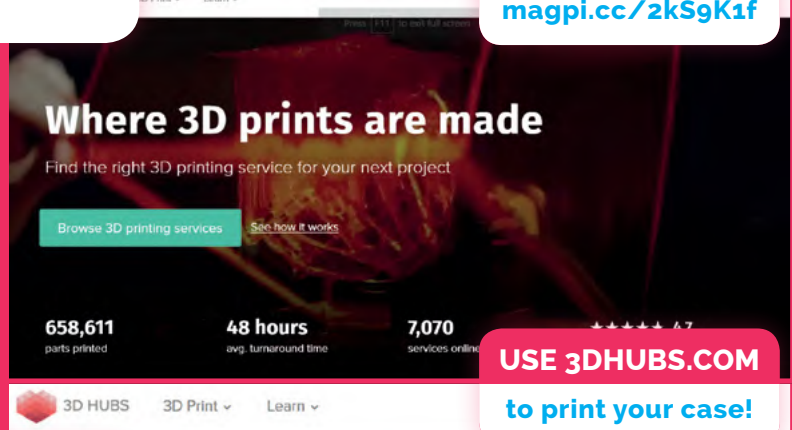 magpi.cc/2kS9K1f
Press F11 to exit full screen
Where 3D prints are made
Find the right 3D printing service for your next project
Browse 3D printing services See how it works
658,611 48 hours 7,070
parts printed avg. turnaround time services online
USE 3DHUBS.COM
to print your case!
3D HUBS 3D Print Learn